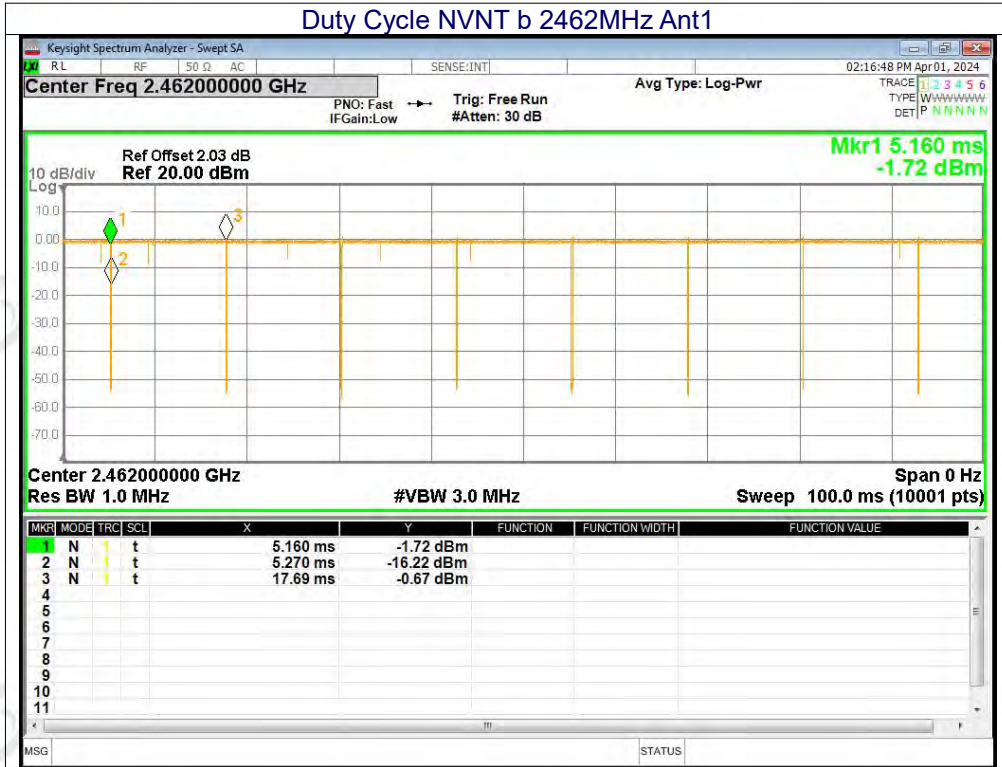 Duty Cycle NVNT b 2462MHz Ant1
Keysight Spectrum Analyzer - Swept SA
LXI RL RF 50 Ω AC SENSE:INT 02:16:48 PM Apr 01, 2024
Center Freq 2.462000000 GHz Avg Type: Log-Pwr TRACE 1 2 3 4 5 6
PNO: Fast Trig: Free Run TYPE WWWWWWW
IFGain:Low #Atten: 30 dB DET P N N N N N
Ref Offset 2.03 dB Mkr1 5.160 ms
10 dB/div Ref 20.00 dBm -1.72 dBm
Log
10.0
0.00
-10.0
-20.0
-30.0
-40.0
-50.0
-60.0
-70.0
1
2
3
Center 2.462000000 GHz Span 0 Hz
Res BW 1.0 MHz #VBW 3.0 MHz Sweep 100.0 ms (10001 pts)
MKR MODE TRC SCL X Y FUNCTION FUNCTION WIDTH FUNCTION VALUE
1 N 1 t 5.160 ms -1.72 dBm
2 N 1 t 5.270 ms -16.22 dBm
3 N 1 t 17.69 ms -0.67 dBm
4
5
6
7
8
9
10
11
MSG STATUS